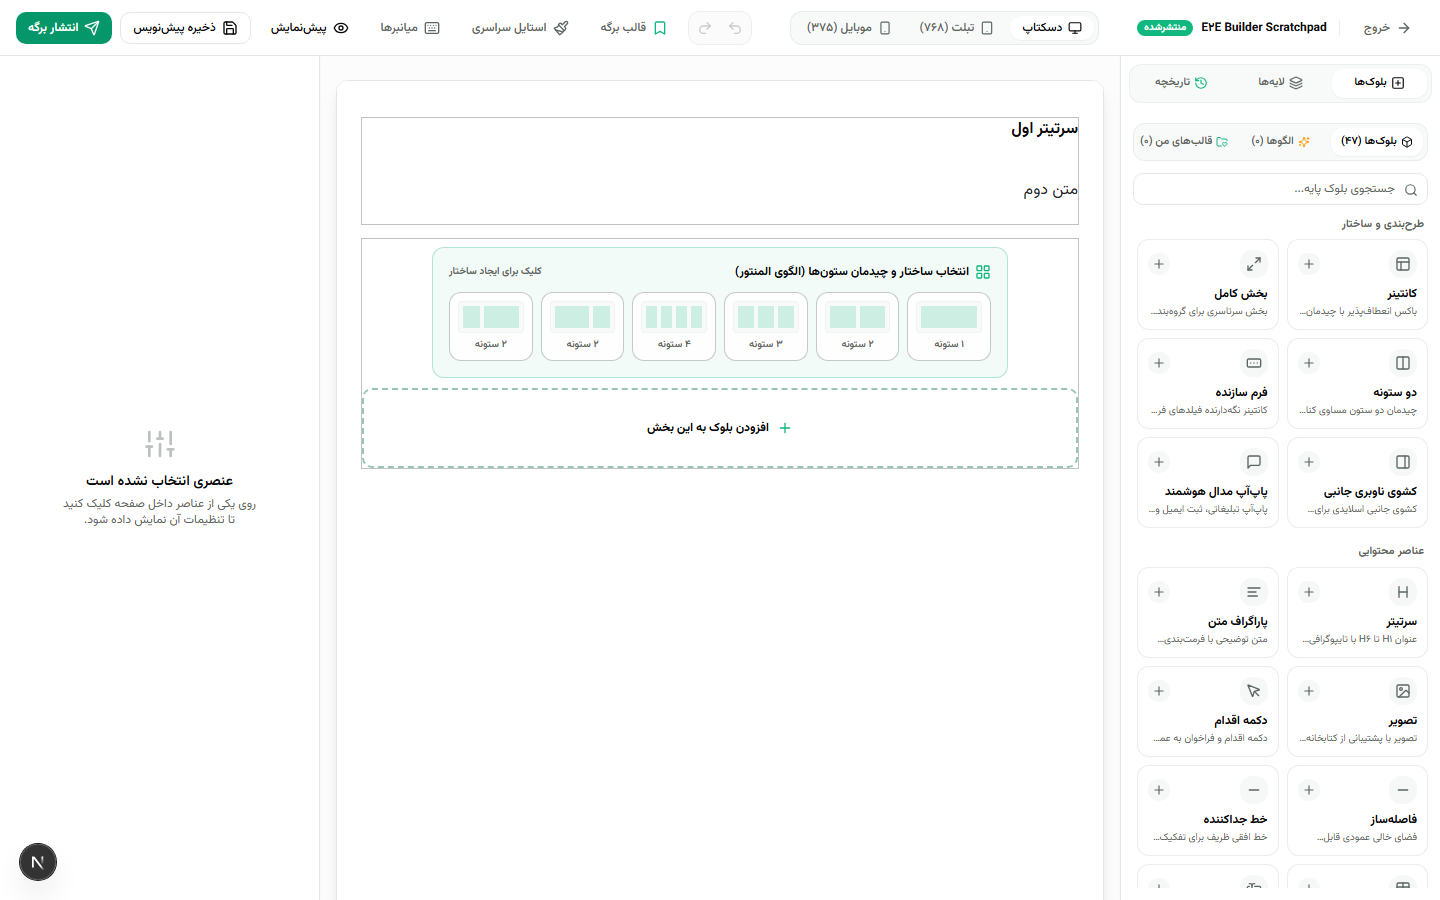 خروج
E2E Builder Scratchpad
منتشرشده
دسکتاپ
تبلت (۷۶۸)
موبایل (۳۷۵)
قالب برگه
استایل سراسری
میانبرها
پیش‌نمایش
ذخیره پیش‌نویس
انتشار برگه
بلوک‌ها
لایه‌ها
تاریخچه
بلوک‌ها (۴۷)
الگوها (۰)
قالب‌های من (۰)
جستجوی بلوک پایه...
طرح‌بندی و ساختار
کانتینر
باکس انعطاف‌پذیر با چیدمان...
بخش کامل
بخش سرتاسری برای گروه‌بند...
دو ستونه
چیدمان دو ستون مساوی کنا...
فرم سازنده
کانتینر نگه‌دارنده فیلدهای فر...
کشوی ناوبری جانبی
کشوی جانبی اسلایدی برای...
پاپ‌آپ مدال هوشمند
پاپ‌آپ تبلیغاتی، ثبت ایمیل و...
عناصر محتوایی
سرتیتر
عنوان H۱ تا H۶ با تایپوگرافی...
پاراگراف متن
متن توضیحی با فرمت‌بندی...
تصویر
تصویر با پشتیبانی از کتابخانه...
دکمه اقدام
دکمه اقدام و فراخوان به عمـ...
فاصله‌ساز
فضای خالی عمودی قابل...
خط جداکننده
خط افقی ظریف برای تفکیک...
سرتیتر اول
متن دوم
انتخاب ساختار و چیدمان ستون‌ها (الگوی المنتور)
کلیک برای ایجاد ساختار
۱ ستونه
۲ ستونه
۳ ستونه
۴ ستونه
۲ ستونه
۲ ستونه
افزودن بلوک به این بخش
عنصری انتخاب نشده است
روی یکی از عناصر داخل صفحه کلیک کنید
تا تنظیمات آن نمایش داده شود.
N